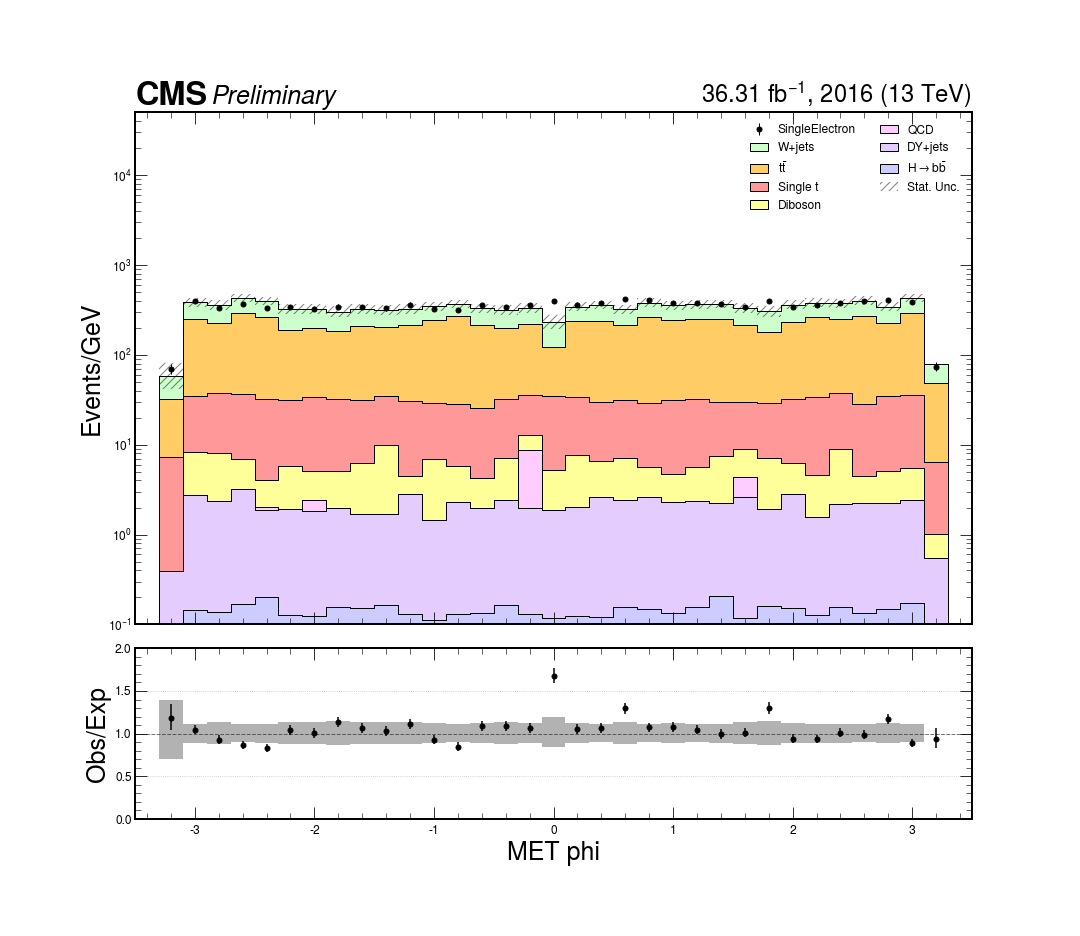 CMS Preliminary 36.31 fb⁻¹, 2016 (13 TeV)
SingleElectron
W+jets
tt̄
Single t
Diboson
QCD
DY+jets
H→bb̄
Stat. Unc.
Events/GeV
10⁴
10³
10²
10¹
10⁰
10⁻¹
Obs/Exp
2.0
1.5
1.0
0.5
0.0
-3 -2 -1 0 1 2 3
MET phi